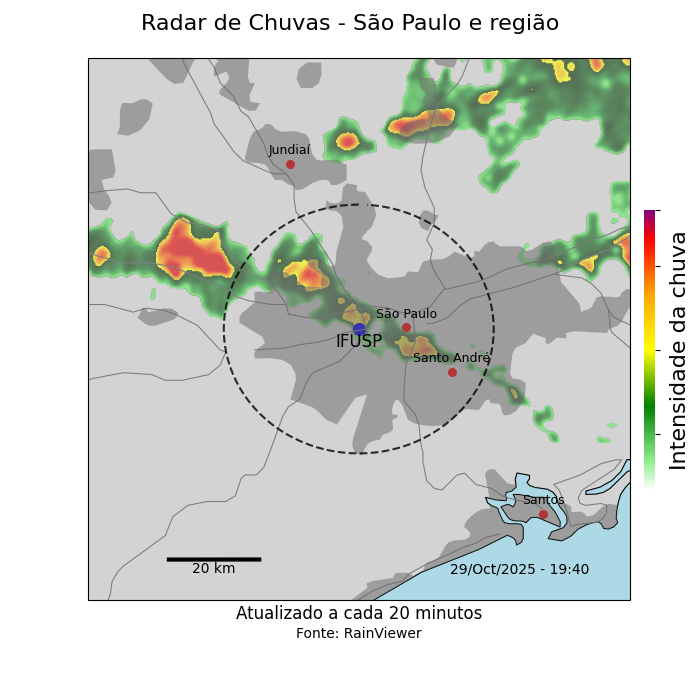 Radar de Chuvas - São Paulo e região
Jundiaí
São Paulo
IFUSP
Santo André
Santos
20 km
29/Oct/2025 - 19:40
Intensidade da chuva
Atualizado a cada 20 minutos
Fonte: RainViewer